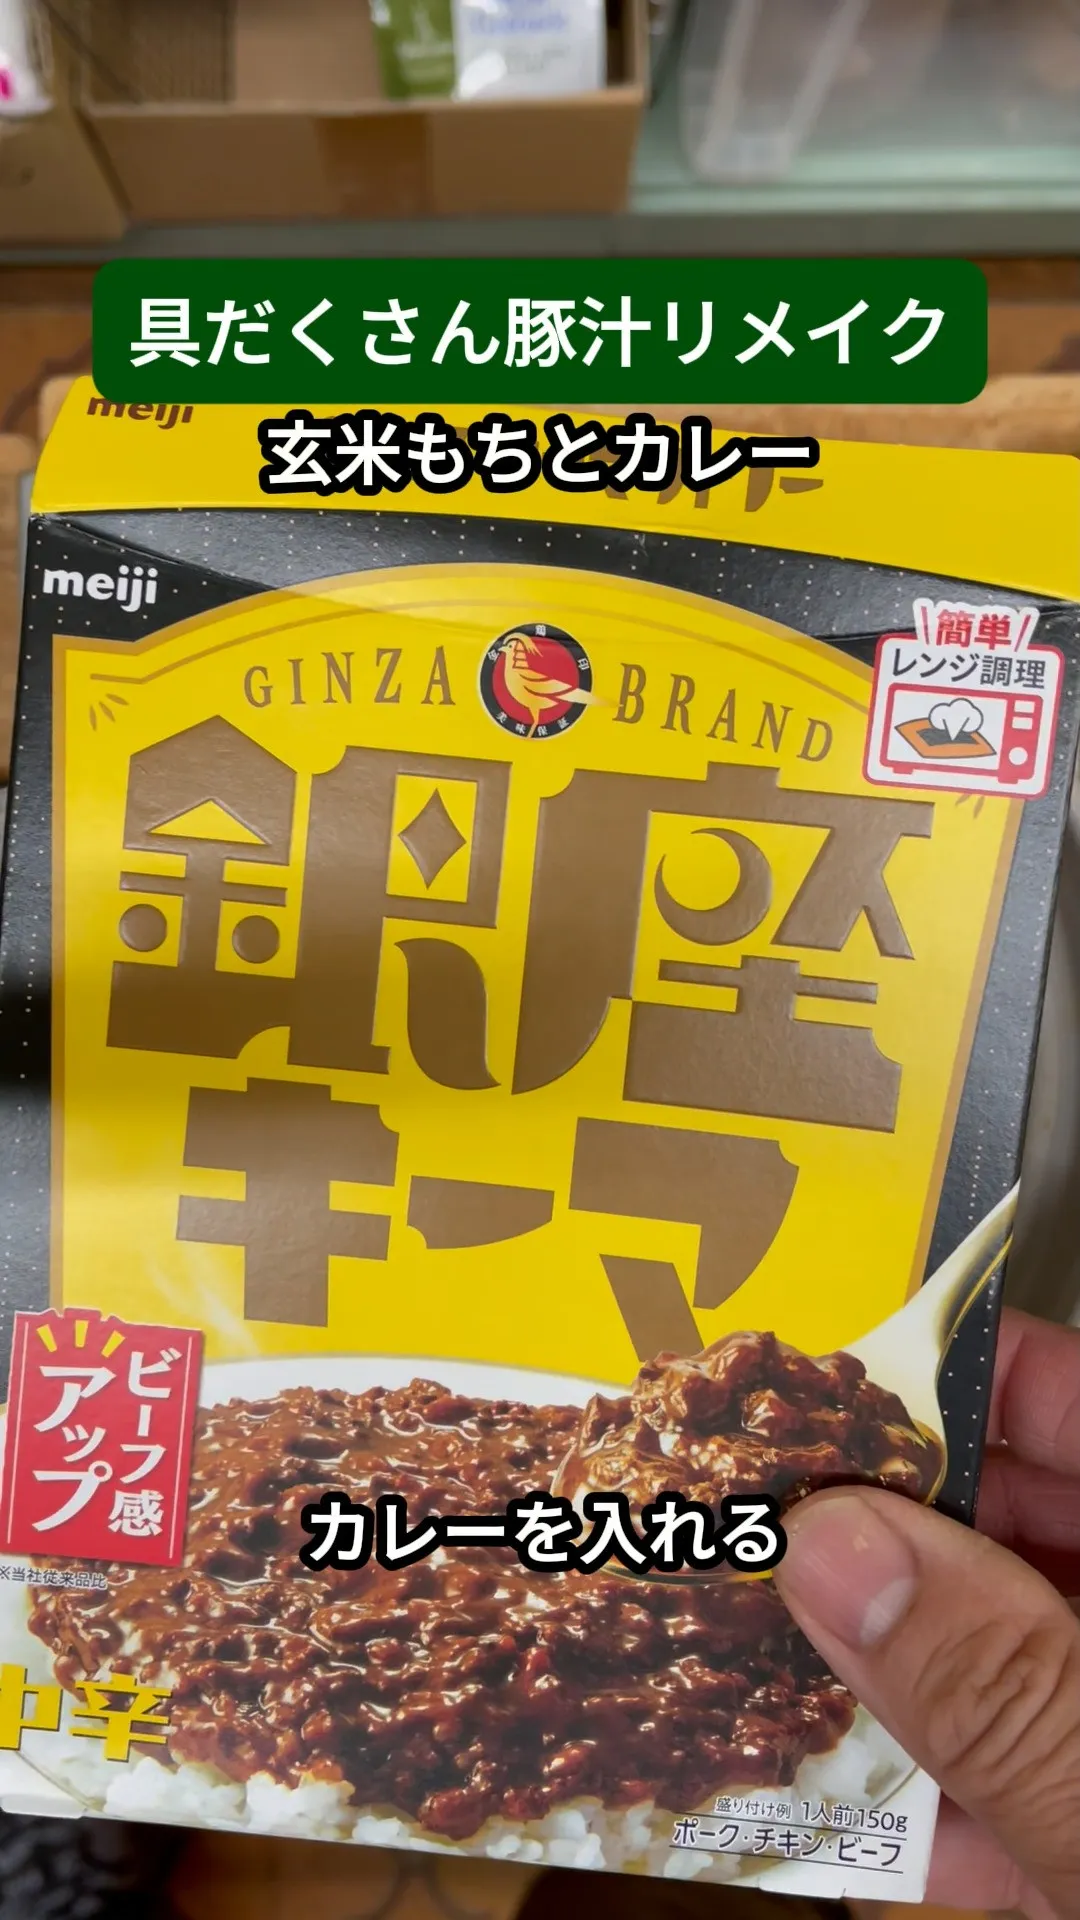 具だくさん豚汁リメイク
meiji
玄米もちとカレー
meiji
GINZA BRAND
簡単
レンジ調理
銀座
キーマ
ビーフ感
アップ
※当社従来品比
カレーを入れる
中辛
盛り付け例 1人前150g
ポーク・チキン・ビーフ